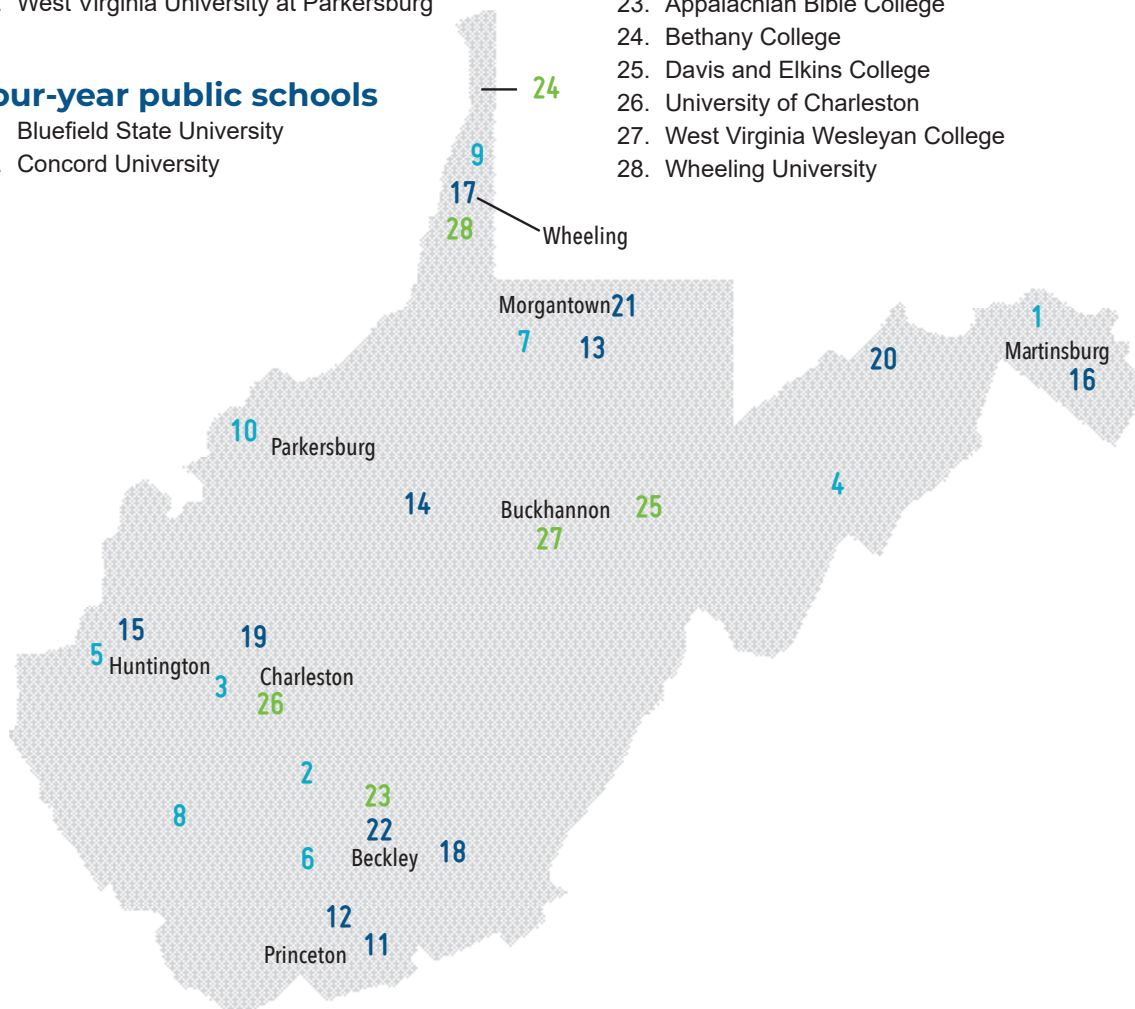 West Virginia University at Parkersburg
our-year public schools
Bluefield State University
Concord University
23. Appalachian Bible College
24. Bethany College
25. Davis and Elkins College
26. University of Charleston
27. West Virginia Wesleyan College
28. Wheeling University
24
9
17
28
Wheeling
Morgantown 21
7
13
1
Martinsburg
20
16
10
Parkersburg
4
14
Buckhannon
25
27
15
19
5
Huntington
3
Charleston
26
2
23
8
22
18
6
Beckley
12
11
Princeton